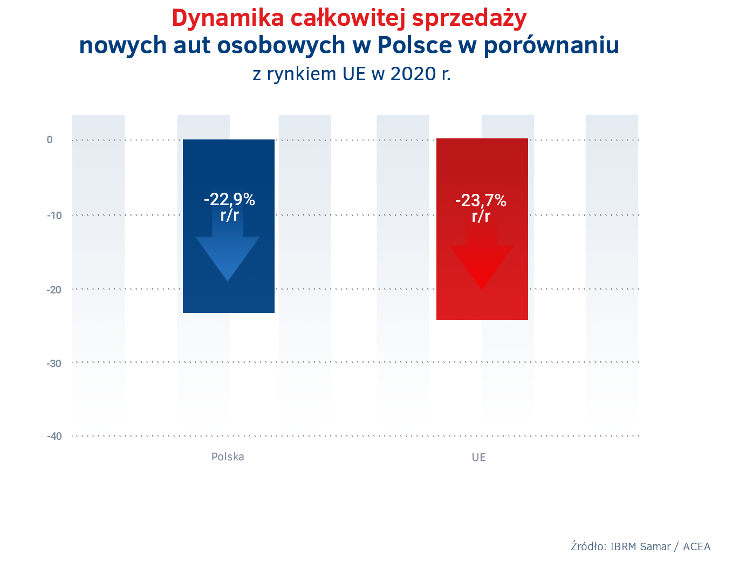 Dynamika całkowitej sprzedaży
nowych aut osobowych w Polsce w porównaniu
z rynkiem UE w 2020 r.
0
-10
-20
-30
-40
-22,9%
r/r
-23,7%
r/r
Polska
UE
Źródło: IBRM Samar / ACEA